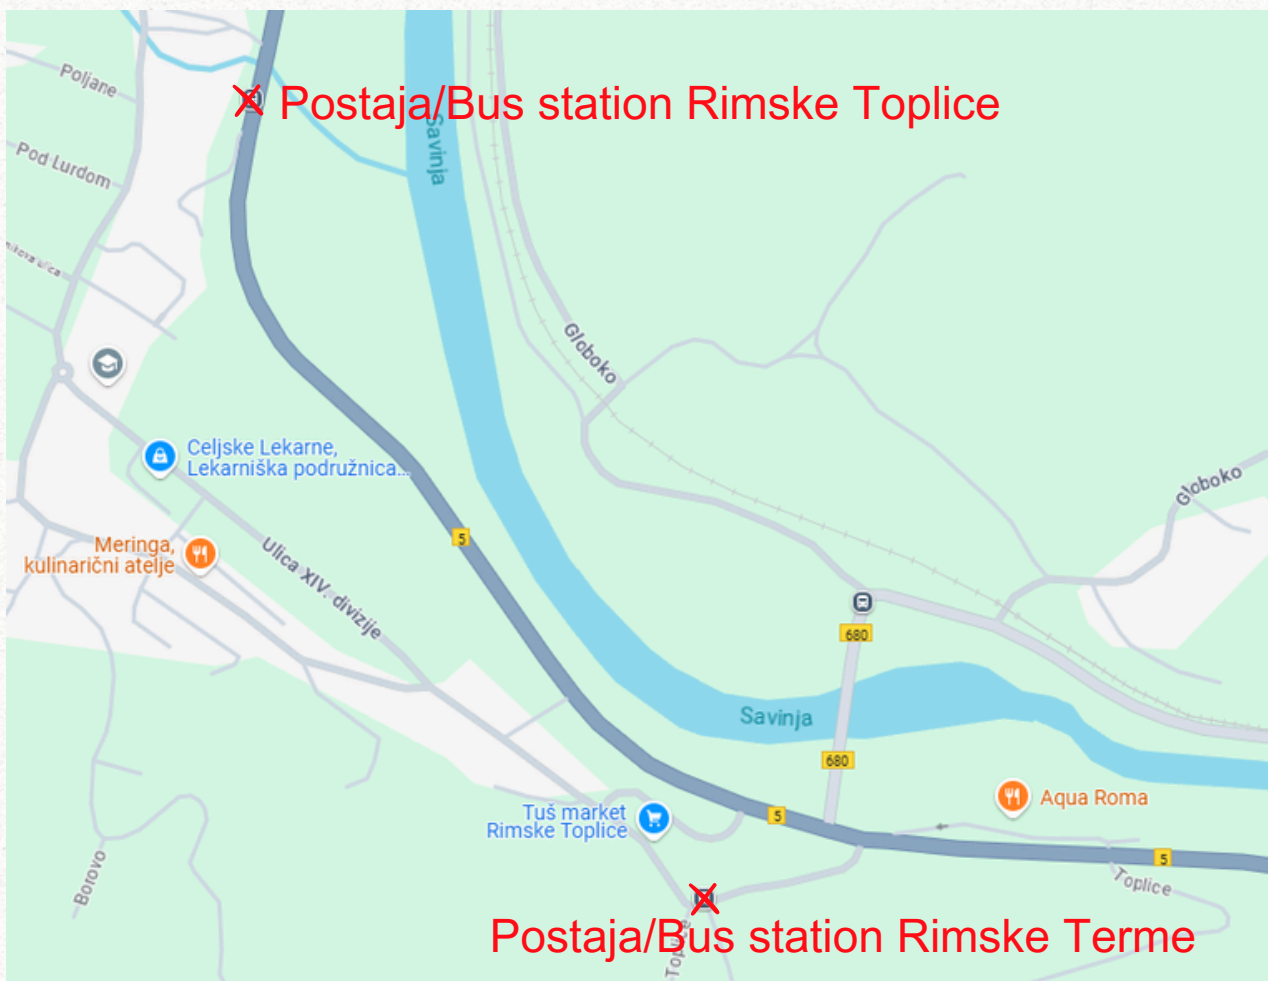 Poljane
Postaja/Bus station Rimske Toplice
Savinja
Pod Lurdom
Globoko
Celjske Lekarne,
Lekarniška podružnica...
Globoko
5
Meringa,
kulinarični atelje
Ulica XIV. divizije
680
Savinja
680
Aqua Roma
Tuš market
Rimske Toplice
5
5
Borovo
Toplice
Toplice
Postaja/Bus station Rimske Terme